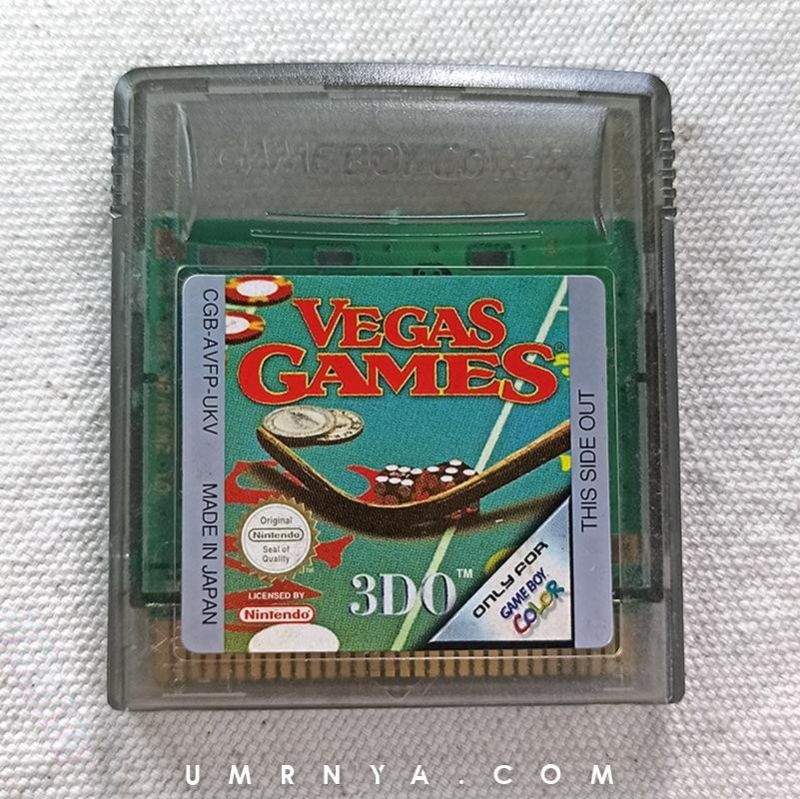 GAME BOY COLOR
VEGAS
GAMES®
CGB-AVFP-UKV
MADE IN JAPAN
THIS SIDE OUT
Original
Nintendo
Seal of
Quality
TM
LICENSED BY
Nintendo
3DO™
ONLY FOR
GAME BOY
COLOR
UMRNYA.COM